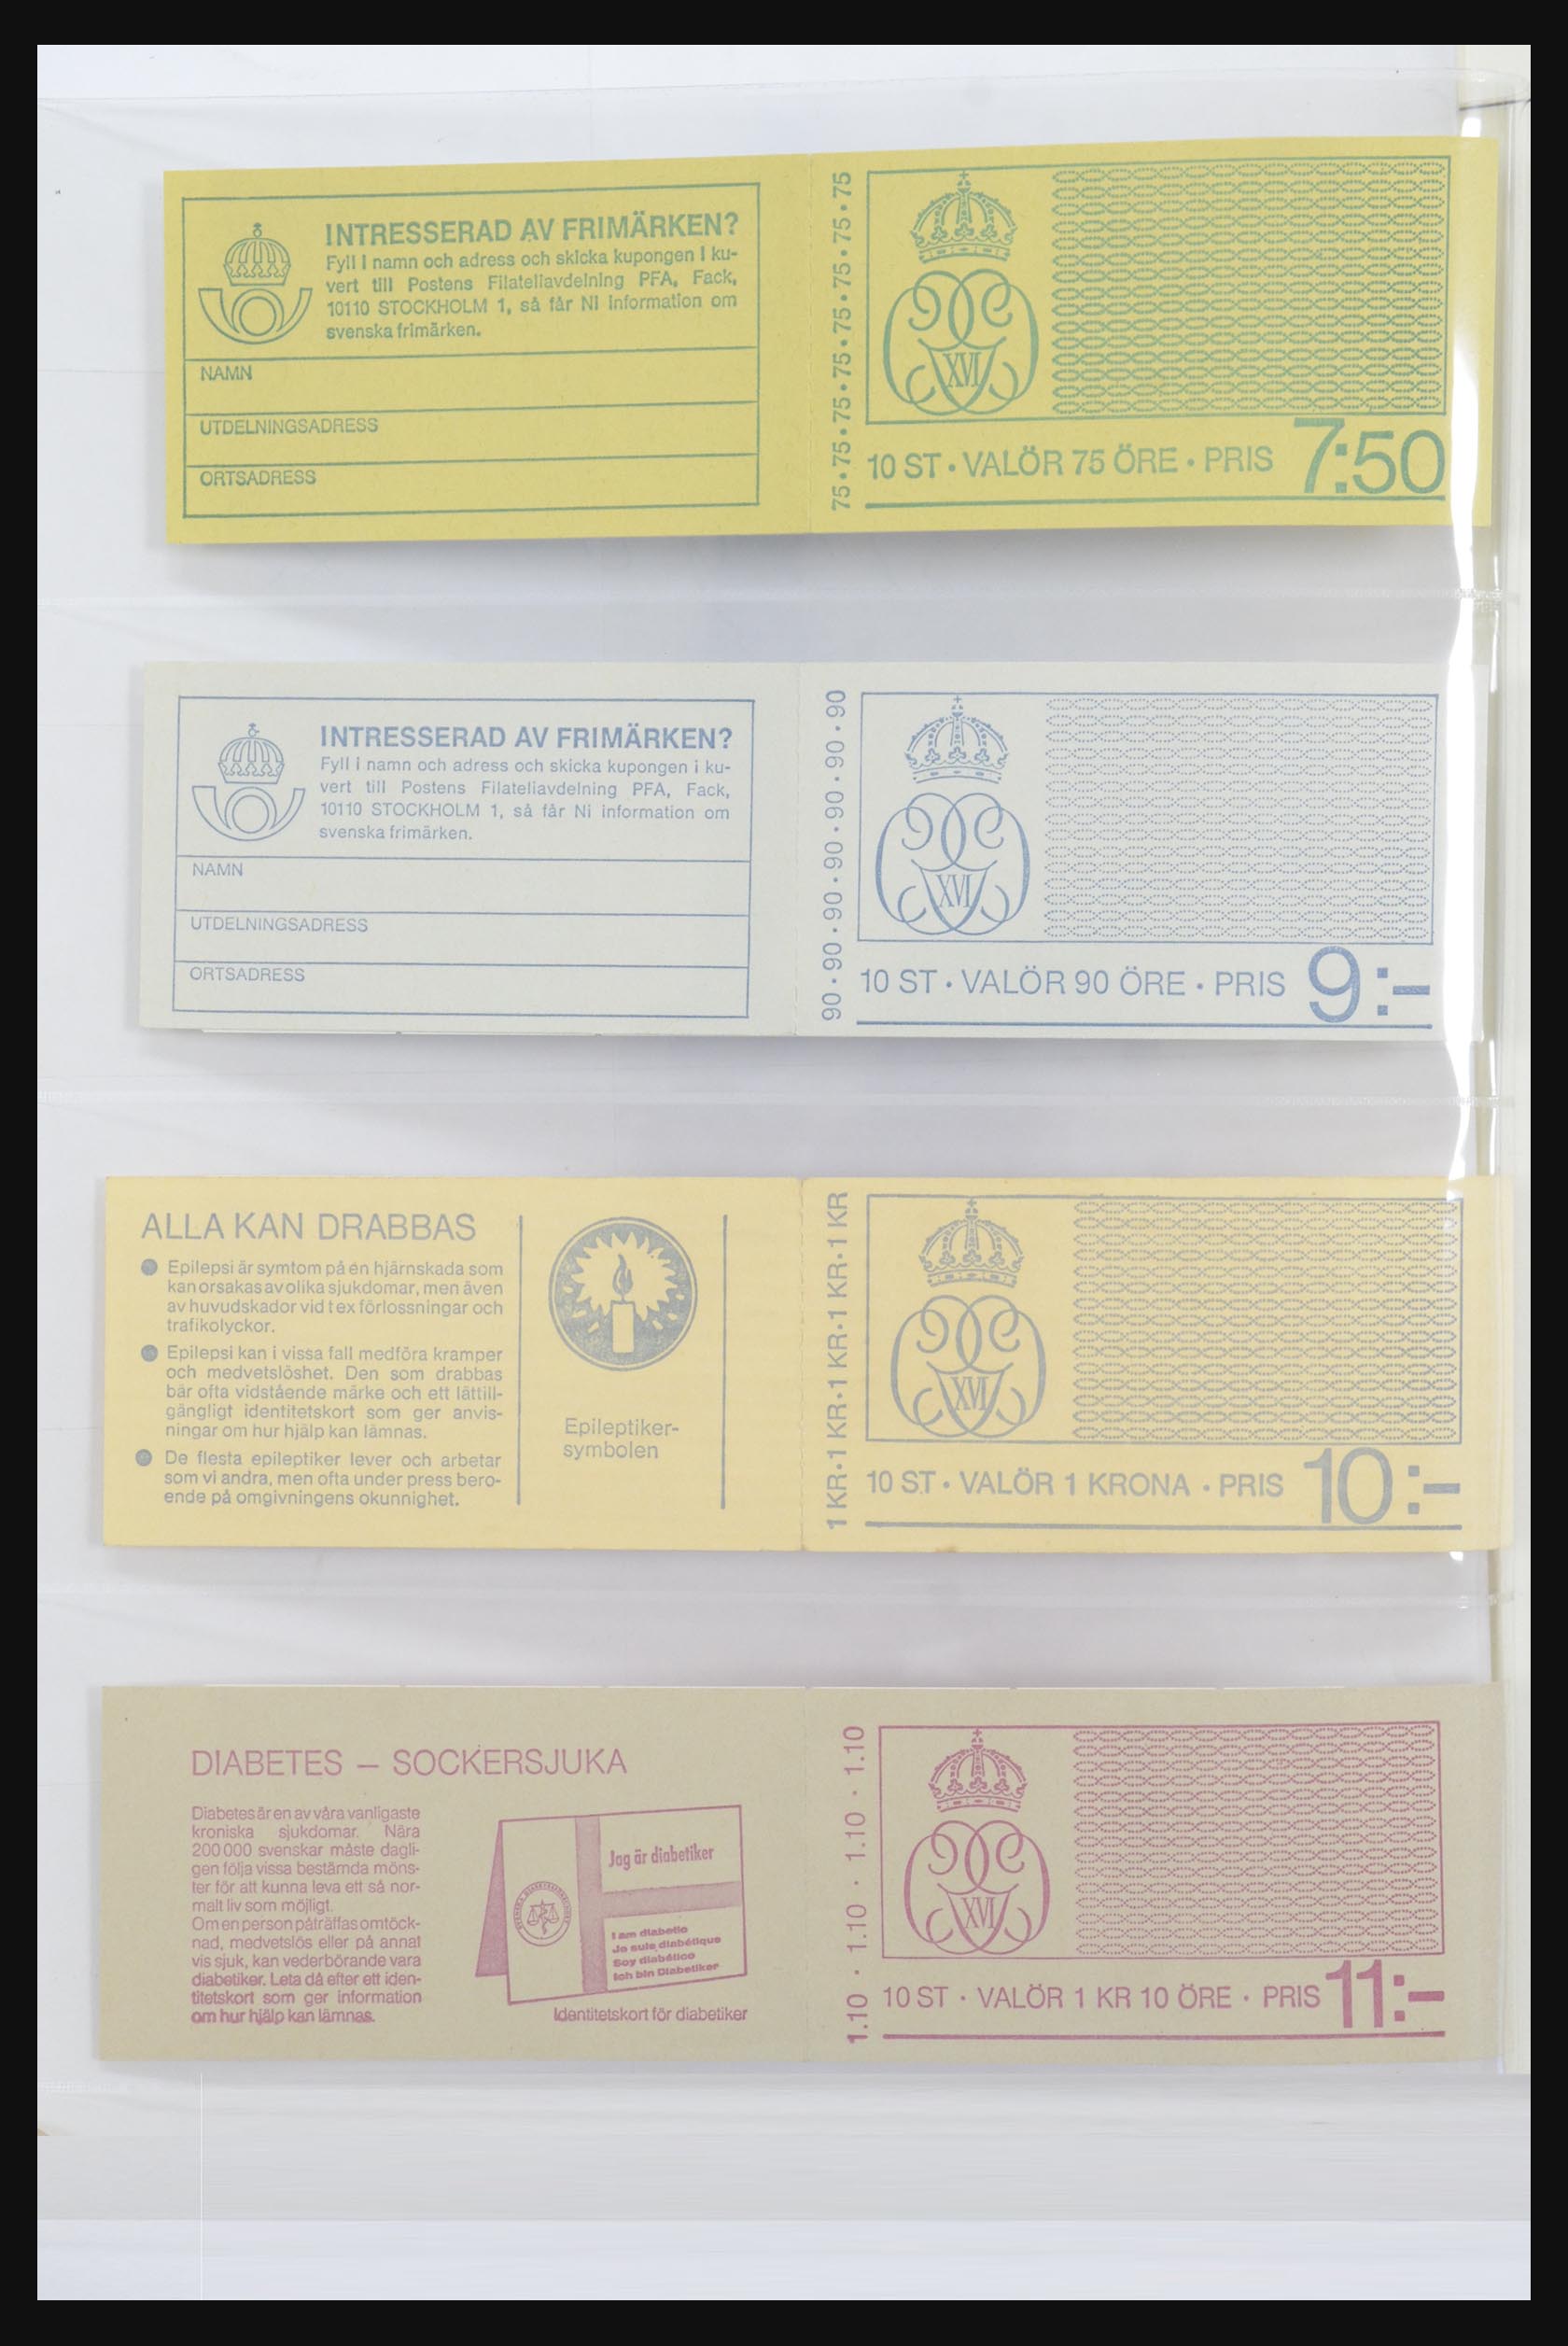 INTRESSERAD AV FRIMÄRKEN?
Fyll i namn och adress och skicka kupongen i ku-
vert till Postens Filateliavdelning PFA, Fack,
10110 STOCKHOLM 1, så får Ni information om
svenska frimärken.
NAMN
UTDELNINGSADRESS
ORTSADRESS
75•75•75•75•75•75•75•75
XVI
10 ST • VALÖR 75 ÖRE • PRIS 7:50
INTRESSERAD AV FRIMÄRKEN?
Fyll i namn och adress och skicka kupongen i ku-
vert till Postens Filateliavdelning PFA, Fack,
10110 STOCKHOLM 1, så får Ni information om
svenska frimärken.
NAMN
UTDELNINGSADRESS
ORTSADRESS
90•90•90•90•90•90•90
XVI
10 ST • VALÖR 90 ÖRE • PRIS 9:-
ALLA KAN DRABBAS
● Epilepsi är symtom på en hjärnskada som
kan orsakas av olika sjukdomar, men även
av huvudskador vid t ex förlossningar och
trafikolyckor.
● Epilepsi kan i vissa fall medföra kramper
och medvetslöshet. Den som drabbas
bär ofta vidstående märke och ett lättill-
gängligt identitetskort som ger anvis-
ningar om hur hjälp kan lämnas.
● De flesta epileptiker lever och arbetar
som vi andra, men ofta under press bero-
ende på omgivningens okunnighet.
Epileptiker-
symbolen
1 KR•1 KR•1 KR•1 KR•1 KR
XVI
10 ST • VALÖR 1 KRONA • PRIS 10:-
DIABETES – SOCKERSJUKA
Diabetes är en av våra vanligaste
kroniska sjukdomar. Nära
200 000 svenskar måste dagli-
gen följa vissa bestämda möns-
ter för att kunna leva ett så nor-
malt liv som möjligt.
Om en person påträffas omtöck-
nad, medvetslös eller på annat
vis sjuk, kan vederbörande vara
diabetiker. Leta då efter ett iden-
titetskort som ger information
om hur hjälp kan lämnas.
Jag är diabetiker
I am diabetic
Je suis diabétique
Soy diabético
Ich bin Diabetiker
Identitetskort för diabetiker
1.10 • 1.10 • 1.10 • 1.10
XVI
10 ST • VALÖR 1 KR 10 ÖRE • PRIS 11:-